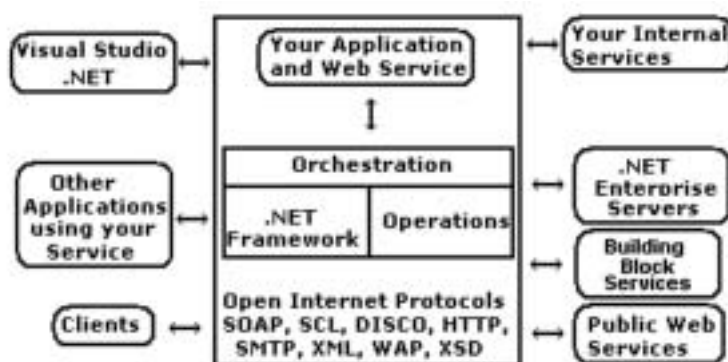 Visual Studio
.NET
Your Application
and Web Service
Your Internal
Services
Orchestration
.NET
Framework
Operations
Other
Applications
using your
Service
.NET
Enterorise
Servers
Building
Block
Services
Open Internet Protocols
SOAP, SCL, DISCO, HTTP,
SMTP, XML, WAP, XSD
Clients
Public Web
Services